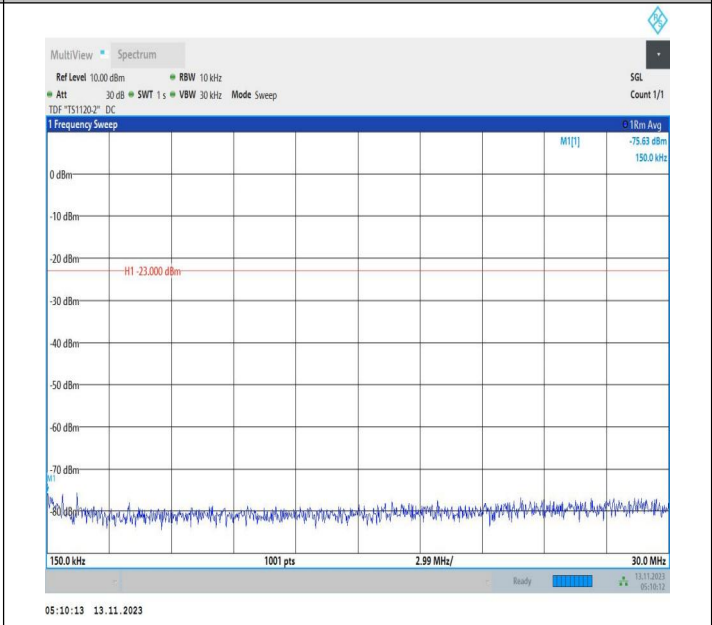 MultiView Spectrum
Ref Level 10.00 dBm RBW 10 kHz SGL
Att 30 dB SWT 1 s VBW 30 kHz Mode Sweep Count 1/1
TDF "TS1120-2" DC
1 Frequency Sweep 1Rm Avg
M1[1] -75.63 dBm
150.0 kHz
0 dBm
-10 dBm
-20 dBm
H1 -23.000 dBm
-30 dBm
-40 dBm
-50 dBm
-60 dBm
-70 dBm
M1
-80 dBm
150.0 kHz 1001 pts 2.99 MHz/ 30.0 MHz
Ready 13.11.2023
05:10:12
05:10:13 13.11.2023